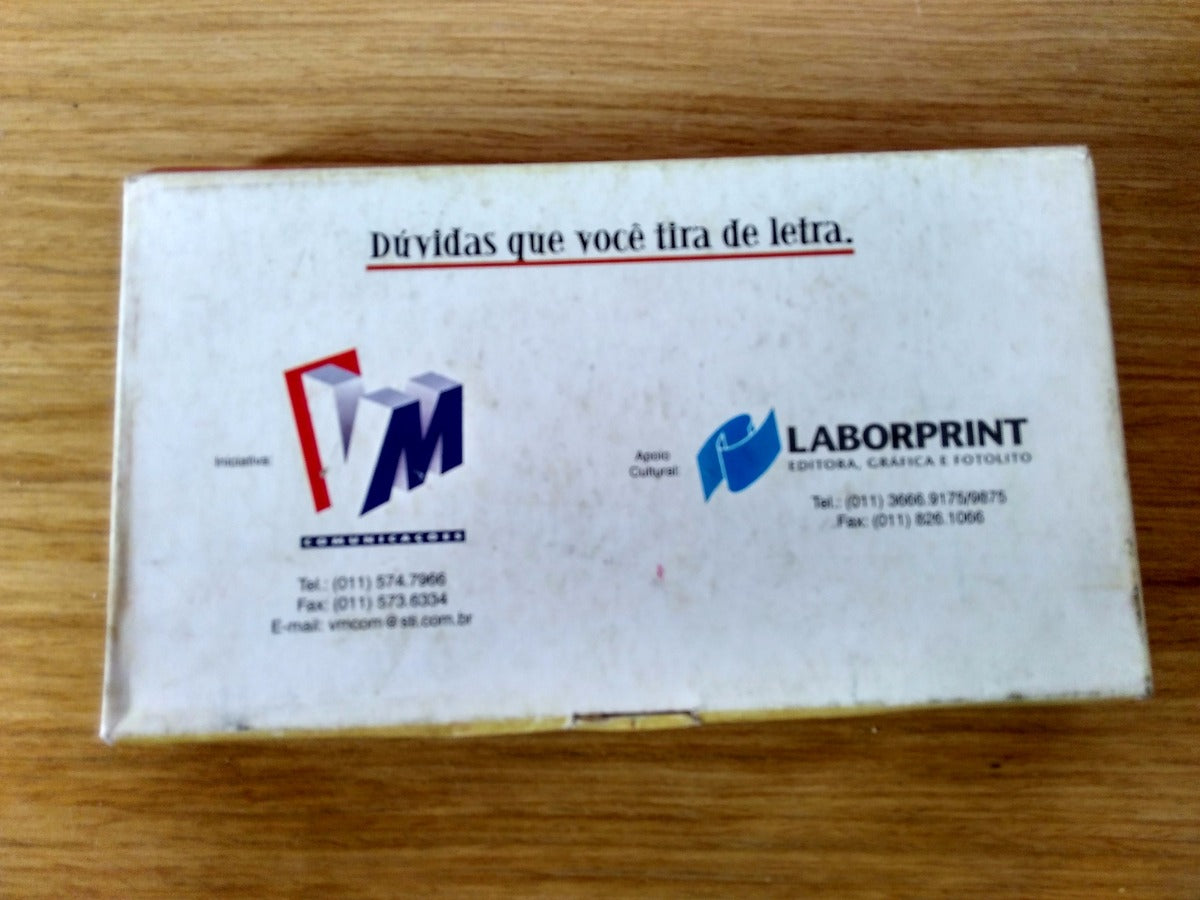 Dúvidas que você tira de letra.
Iniciativa:
VM
COMUNICAÇÕES
Tel.: (011) 574.7966
Fax: (011) 573.6334
E-mail: vmcom@sti.com.br
Apoio
Cultural:
LABORPRINT
EDITORA, GRÁFICA E FOTOLITO
Tel.: (011) 3666.9175/9875
Fax: (011) 826.1066